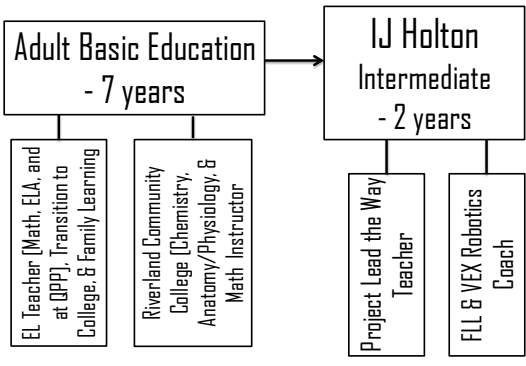 Adult Basic Education
- 7 years
IJ Holton
Intermediate
- 2 years
EL Teacher (Math, ELA, and
at QPP), Transition to
College, & Family Learning
Riverland Community
College (Chemistry,
Anatomy/Physiology, &
Math Instructor
Project Lead the Way
Teacher
FLL & VEX Robotics
Coach